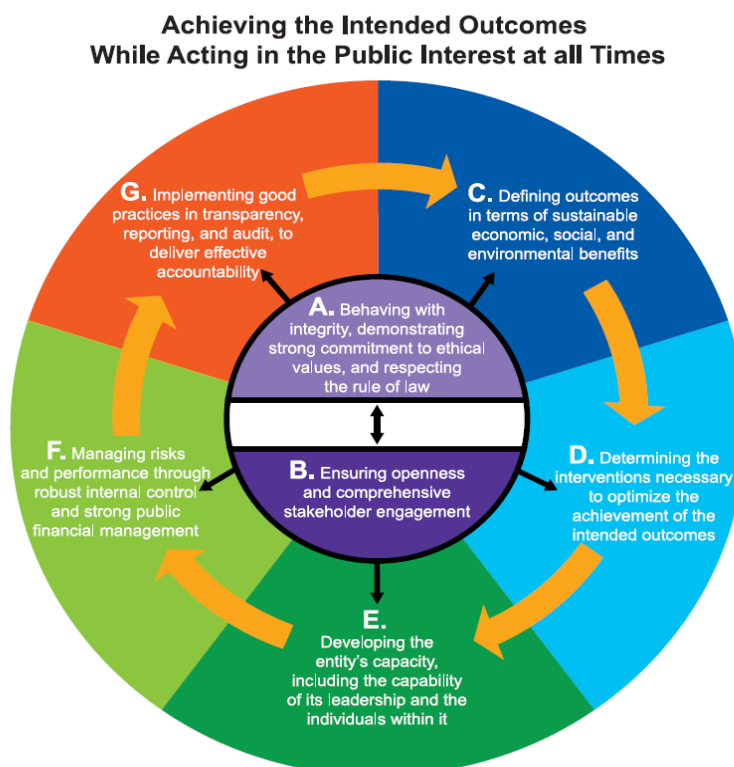 Achieving the Intended Outcomes
While Acting in the Public Interest at all Times
G. Implementing good
practices in transparency,
reporting, and audit, to
deliver effective
accountability
C. Defining outcomes
in terms of sustainable
economic, social, and
environmental benefits
A. Behaving with
integrity, demonstrating
strong commitment to ethical
values, and respecting
the rule of law
B. Ensuring openness
and comprehensive
stakeholder engagement
F. Managing risks
and performance through
robust internal control
and strong public
financial management
D. Determining the
interventions necessary
to optimize the
achievement of the
intended outcomes
E.
Developing the
entity's capacity,
including the capability
of its leadership and the
individuals within it